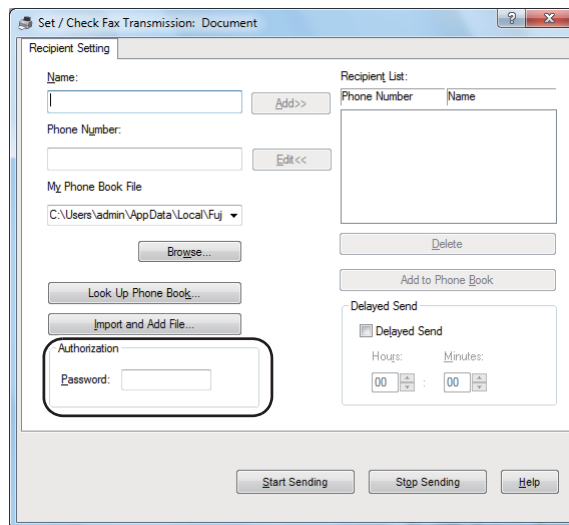 Set / Check Fax Transmission: Document
Recipient Setting
Name:
Add>>
Phone Number:
Edit<<
My Phone Book File
C:\Users\admin\AppData\Local\Fuj
Browse...
Look Up Phone Book...
Import and Add File...
Authorization
Password:
Recipient List:
Phone Number Name
Delete
Add to Phone Book
Delayed Send
Delayed Send
Hours: Minutes:
00 : 00
Start Sending Stop Sending Help